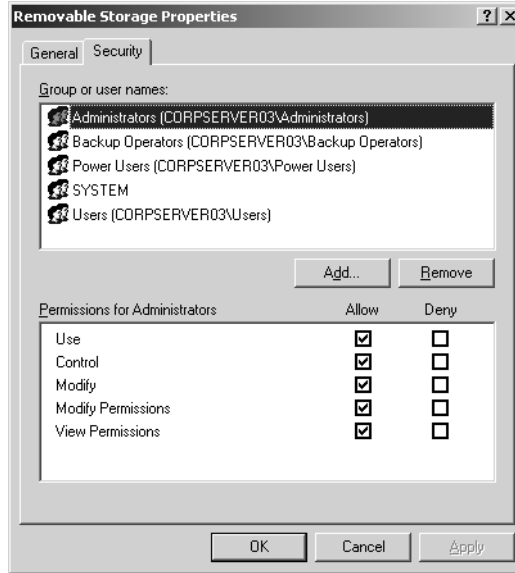 Removable Storage Properties ? X
General Security
Group or user names:
Administrators (CORPSERVER03\Administrators)
Backup Operators (CORPSERVER03\Backup Operators)
Power Users (CORPSERVER03\Power Users)
SYSTEM
Users (CORPSERVER03\Users)
Add... Remove
Permissions for Administrators Allow Deny
Use
Control
Modify
Modify Permissions
View Permissions
OK Cancel Apply